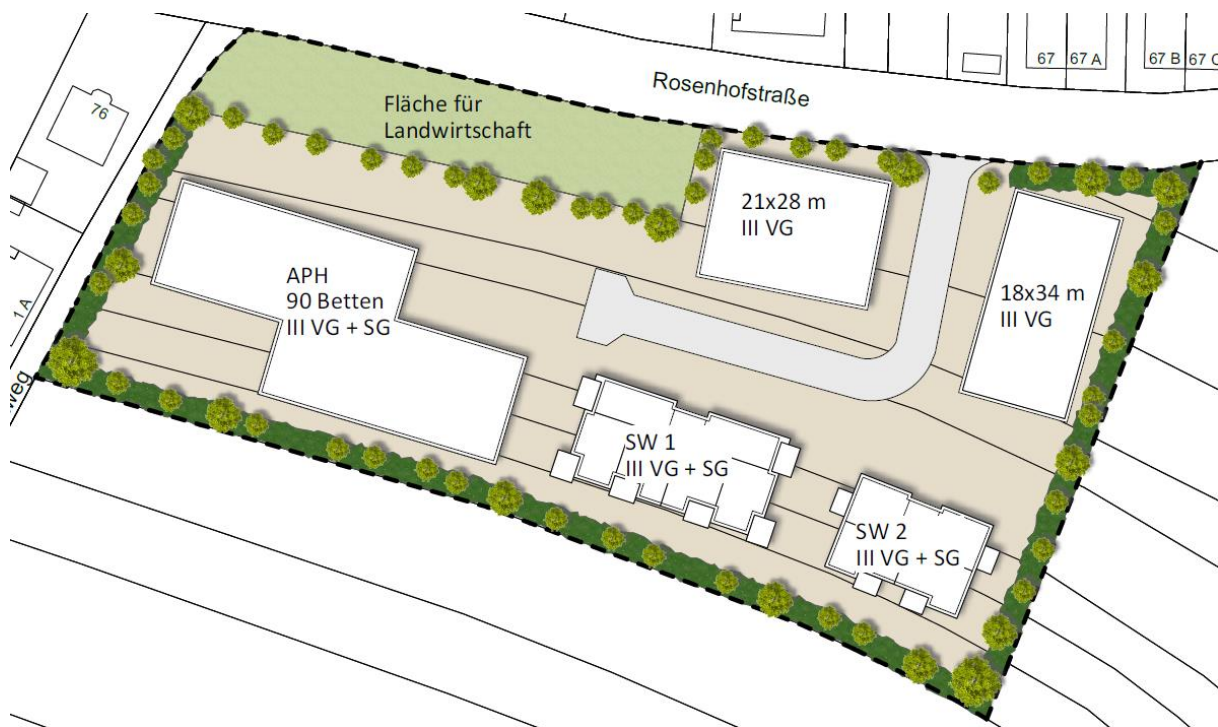 Rosenhofstraße
67
67 A
67 B
67 C
76
Fläche für
Landwirtschaft
21x28 m
III VG
APH
90 Betten
III VG + SG
18x34 m
III VG
1 A
weg
SW 1
III VG + SG
SW 2
III VG + SG